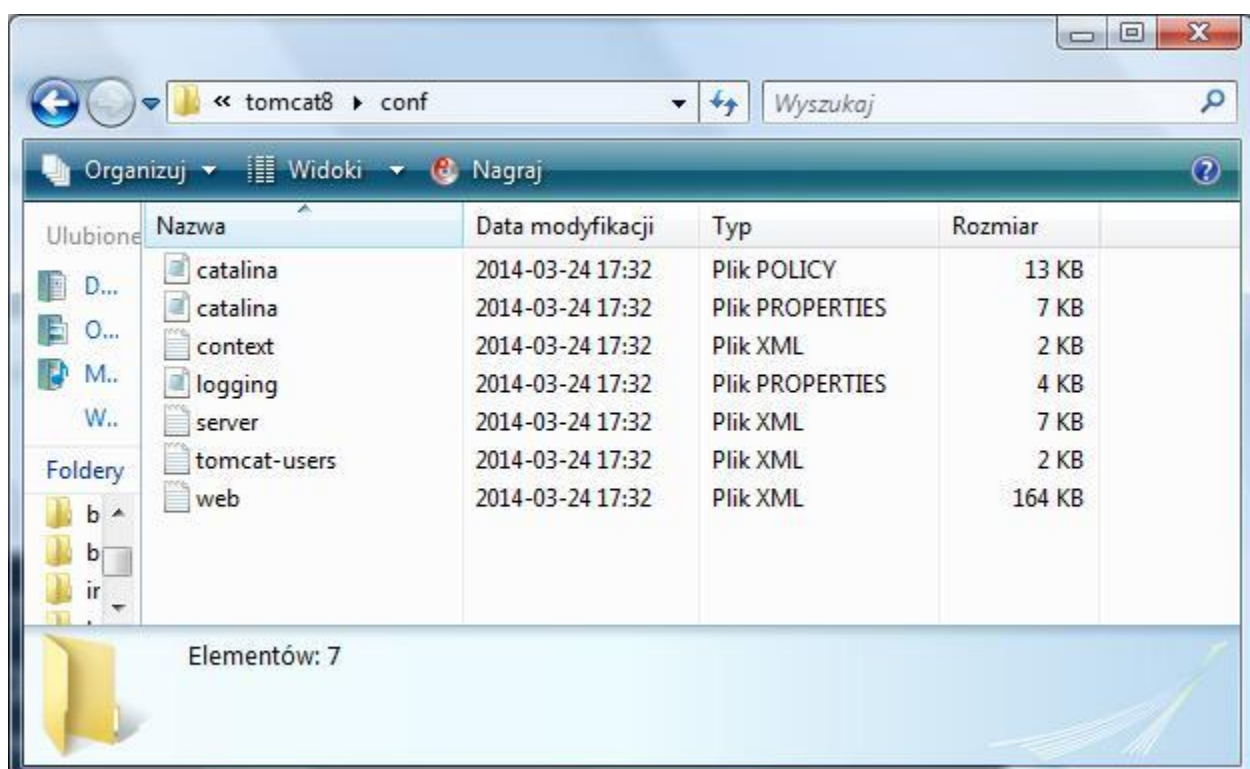 « tomcat8 ▸ conf
Wyszukaj
Organizuj Widoki Nagraj
Ulubione Nazwa Data modyfikacji Typ Rozmiar
D... catalina 2014-03-24 17:32 Plik POLICY 13 KB
O... catalina 2014-03-24 17:32 Plik PROPERTIES 7 KB
context 2014-03-24 17:32 Plik XML 2 KB
M.. logging 2014-03-24 17:32 Plik PROPERTIES 4 KB
W.. server 2014-03-24 17:32 Plik XML 7 KB
Foldery tomcat-users 2014-03-24 17:32 Plik XML 2 KB
b web 2014-03-24 17:32 Plik XML 164 KB
b
ir
Elementów: 7